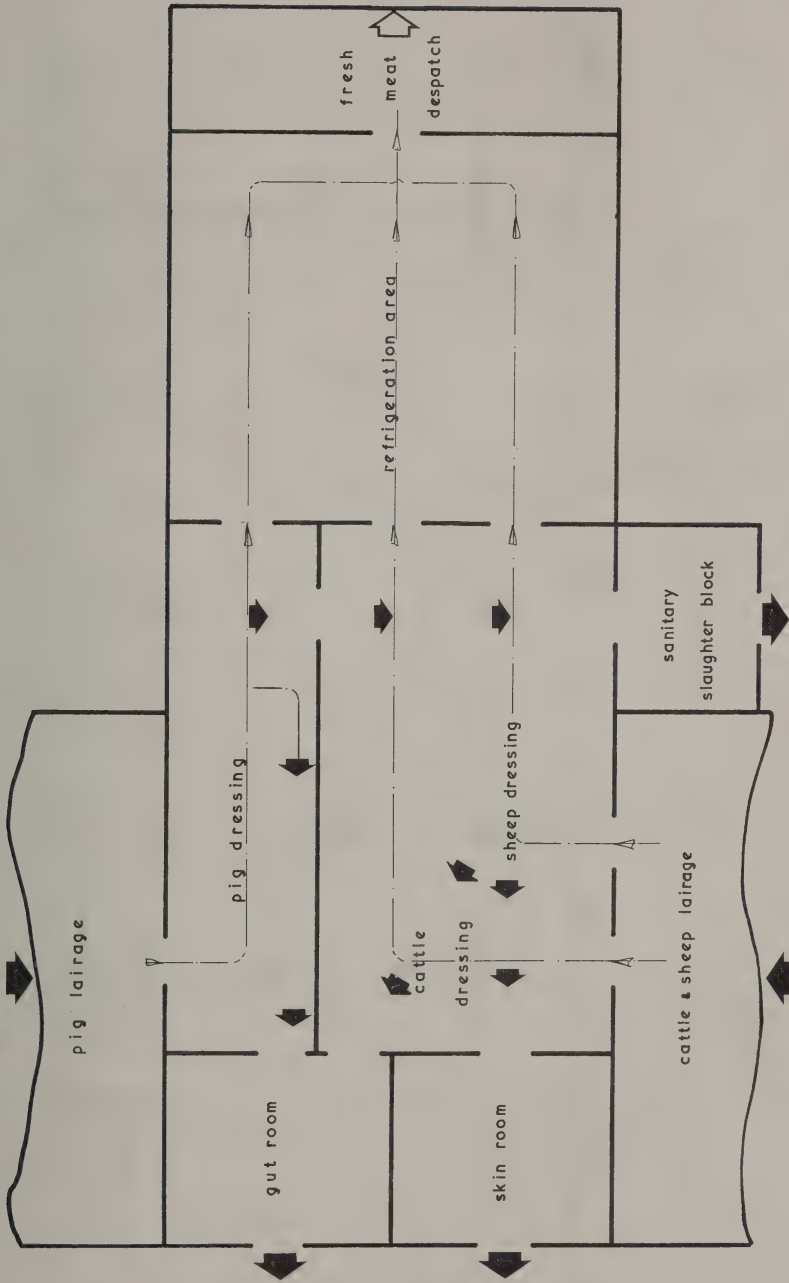 pig lairage
pig dressing
gut room
cattle
dressing
skin room
sheep dressing
cattle & sheep lairage
sanitary
slaughter block
refrigeration area
fresh
meat
despatch